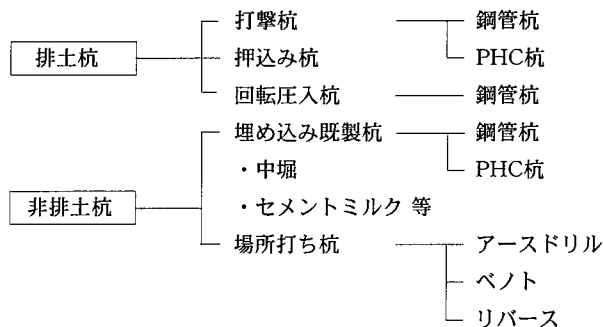 打撃杭 鋼管杭
排土杭 押込み杭 PHC杭
回転圧入杭 鋼管杭
埋め込み既製杭 鋼管杭
・中堀 PHC杭
非排土杭 ・セメントミルク 等
場所打ち杭 アースドリル
ベノト
リバース